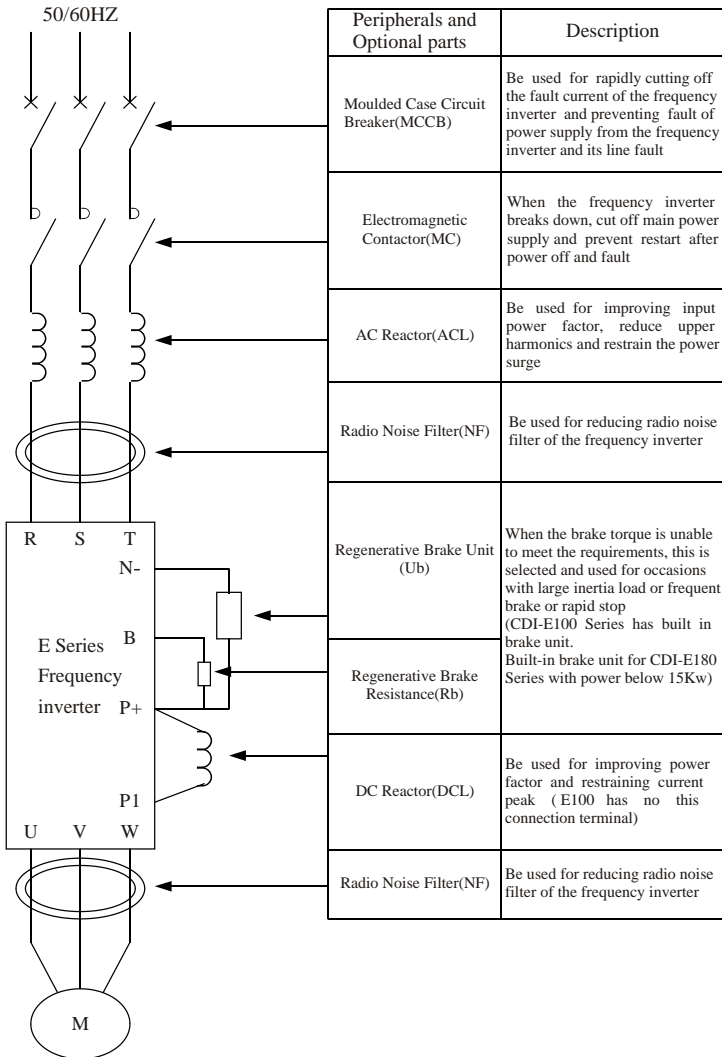 50/60HZ
Peripherals and
Optional parts
Description
Moulded Case Circuit
Breaker(MCCB)
Be used for rapidly cutting off
the fault current of the frequency
inverter and preventing fault of
power supply from the frequency
inverter and its line fault
Electromagnetic
Contactor(MC)
When the frequency inverter
breaks down, cut off main power
supply and prevent restart after
power off and fault
AC Reactor(ACL)
Be used for improving input
power factor, reduce upper
harmonics and restrain the power
surge
Radio Noise Filter(NF)
Be used for reducing radio noise
filter of the frequency inverter
R S T
N-
B
E Series
Frequency
inverter
P+
P1
U V W
Regenerative Brake Unit
(Ub)
When the brake torque is unable
to meet the requirements, this is
selected and used for occasions
with large inertia load or frequent
brake or rapid stop
(CDI-E100 Series has built in
brake unit.
Built-in brake unit for CDI-E180
Series with power below 15Kw)
Regenerative Brake
Resistance(Rb)
DC Reactor(DCL)
Be used for improving power
factor and restraining current
peak ( E100 has no this
connection terminal)
Radio Noise Filter(NF)
Be used for reducing radio noise
filter of the frequency inverter
M